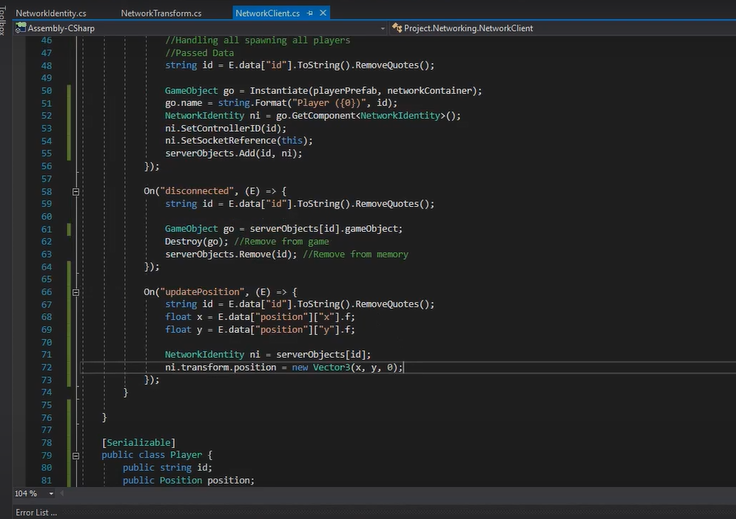 NetworkIdentity.cs NetworkTransform.cs NetworkClient.cs
Toolbox
Assembly-CSharp Project.Networking.NetworkClient
46 //Handling all spawning all players
47 //Passed Data
48 string id = E.data["id"].ToString().RemoveQuotes();
49
50 GameObject go = Instantiate(playerPrefab, networkContainer);
51 go.name = string.Format("Player ({0})", id);
52 NetworkIdentity ni = go.GetComponent<NetworkIdentity>();
53 ni.SetControllerID(id);
54 ni.SetSocketReference(this);
55 serverObjects.Add(id, ni);
56 });
57
58 On("disconnected", (E) => {
59 string id = E.data["id"].ToString().RemoveQuotes();
60
61 GameObject go = serverObjects[id].gameObject;
62 Destroy(go); //Remove from game
63 serverObjects.Remove(id); //Remove from memory
64 });
65
66 On("updatePosition", (E) => {
67 string id = E.data["id"].ToString().RemoveQuotes();
68 float x = E.data["position"]["x"].f;
69 float y = E.data["position"]["y"].f;
70
71 NetworkIdentity ni = serverObjects[id];
72 ni.transform.position = new Vector3(x, y, 0);
73 });
74 }
75
76 }
77
78 [Serializable]
79 public class Player {
80 public string id;
81 public Position position;
104 %
Error List ...